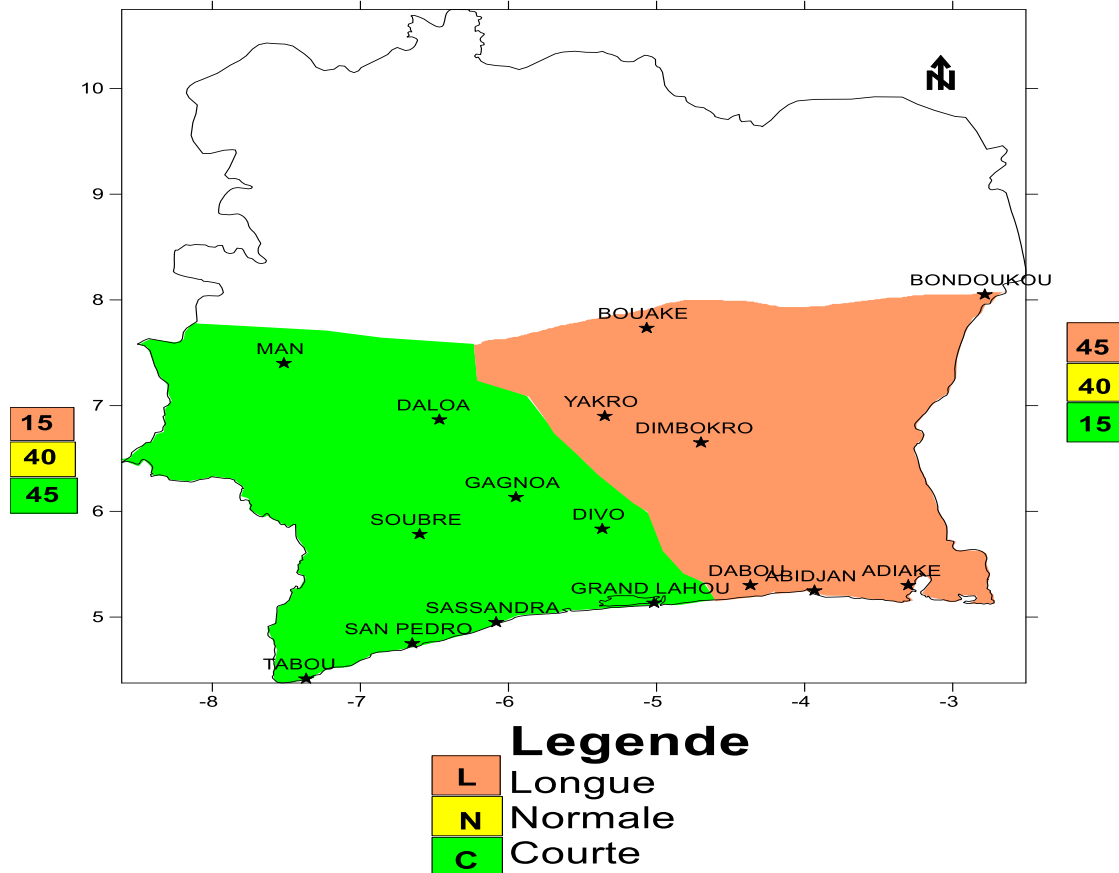 N
10
9
8
7
6
5
BONDOUKOU
BOUAKE
MAN
DALOA
YAKRO
DIMBOKRO
GAGNOA
SOUBRE
DIVO
DABOU
ABIDJAN
ADIAKE
GRAND LAHOU
SASSANDRA
SAN PEDRO
TABOU
15
40
45
45
40
15
-8
-7
-6
-5
-4
-3
Legende
L Longue
N Normale
C Courte